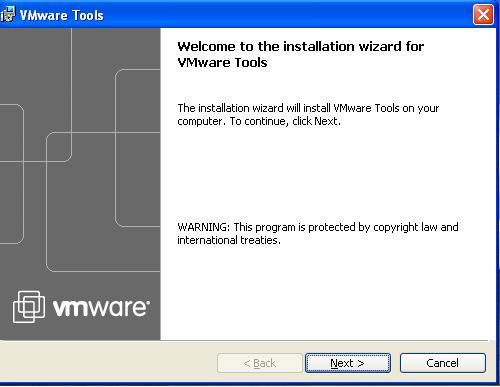 VMware Tools
Welcome to the installation wizard for
VMware Tools
The installation wizard will install VMware Tools on your
computer. To continue, click Next.
WARNING: This program is protected by copyright law and
international treaties.
vmware®
< Back
Next >
Cancel